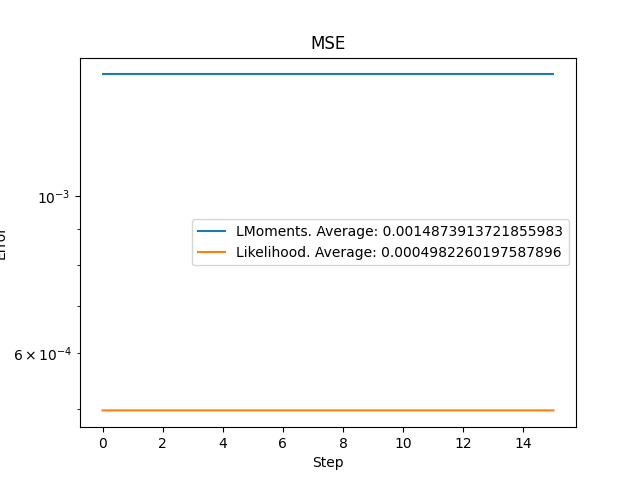 MSE
10⁻³
6 × 10⁻⁴
Error
LMoments. Average: 0.0014873913721855983
Likelihood. Average: 0.0004982260197587896
0 2 4 6 8 10 12 14
Step